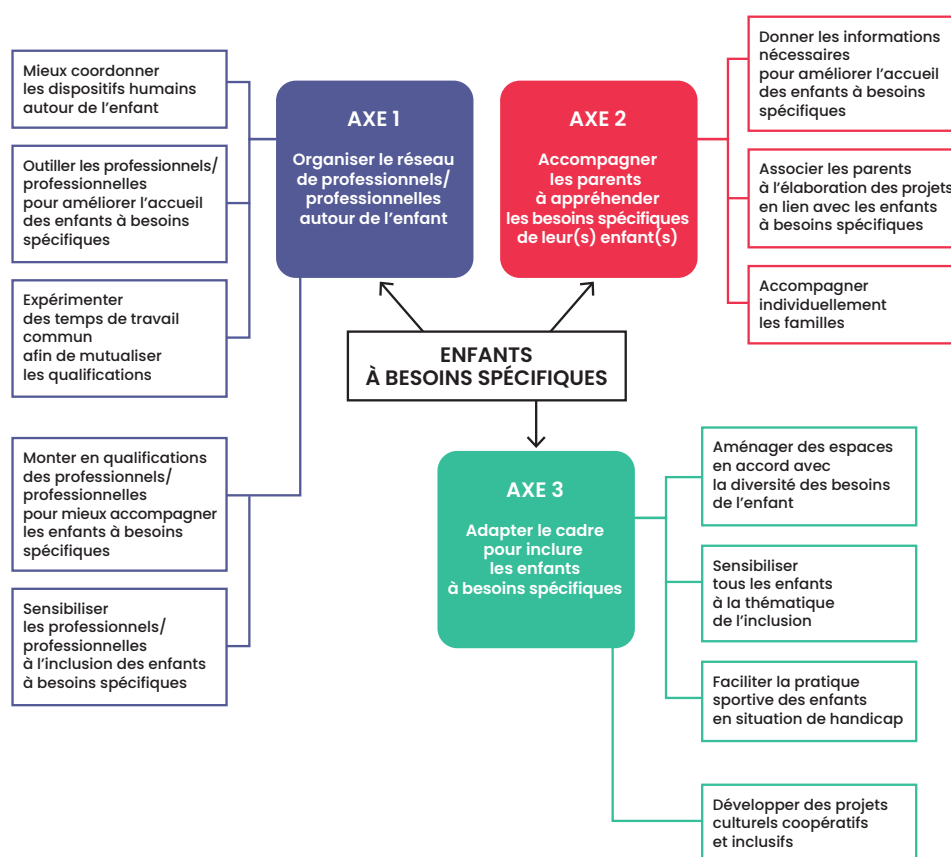 Mieux coordonner
les dispositifs humains
autour de l'enfant
Outiller les professionnels/
professionnelles
pour améliorer l'accueil
des enfants à besoins
spécifiques
Expérimenter
des temps de travail
commun
afin de mutualiser
les qualifications
Monter en qualifications
des professionnels/
professionnelles
pour mieux accompagner
les enfants à besoins
spécifiques
Sensibiliser
les professionnels/
professionnelles
à l'inclusion des enfants
à besoins spécifiques
AXE 1
Organiser le réseau
de professionnels/
professionnelles
autour de l'enfant
AXE 2
Accompagner
les parents
à appréhender
les besoins spécifiques
de leur(s) enfant(s)
Donner les informations
nécessaires
pour améliorer l'accueil
des enfants à besoins
spécifiques
Associer les parents
à l'élaboration des projets
en lien avec les enfants
à besoins spécifiques
Accompagner
individuellement
les familles
ENFANTS
À BESOINS SPÉCIFIQUES
AXE 3
Adapter le cadre
pour inclure
les enfants
à besoins spécifiques
Aménager des espaces
en accord avec
la diversité des besoins
de l'enfant
Sensibiliser
tous les enfants
à la thématique
de l'inclusion
Faciliter la pratique
sportive des enfants
en situation de handicap
Développer des projets
culturels coopératifs
et inclusifs